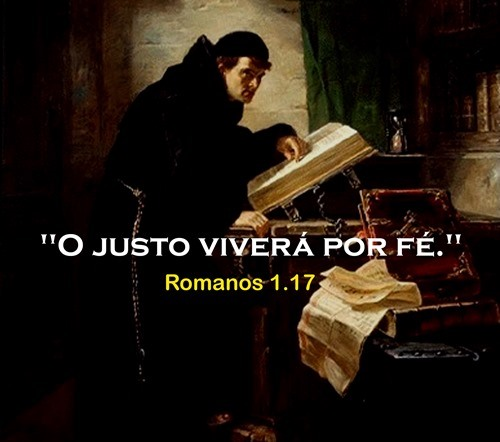 "O JUSTO VIVERÁ POR FÉ."
Romanos 1.17